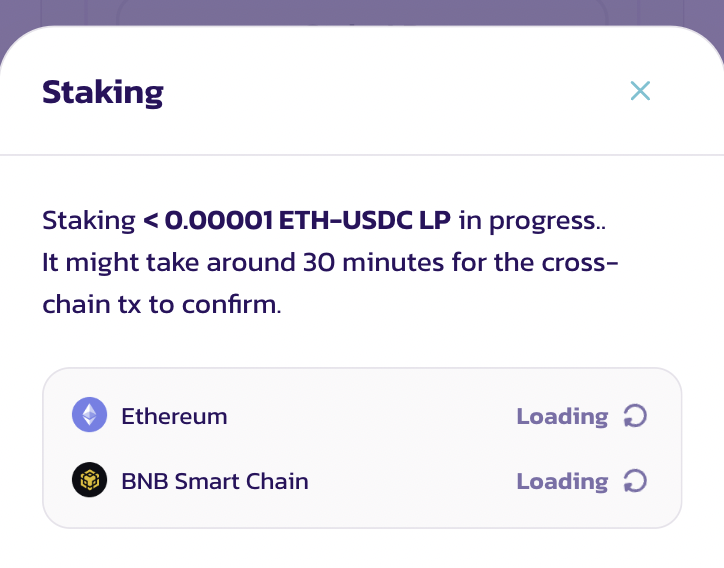 Staking
Staking < 0.00001 ETH-USDC LP in progress..
It might take around 30 minutes for the cross-
chain tx to confirm.
Ethereum Loading
BNB Smart Chain Loading